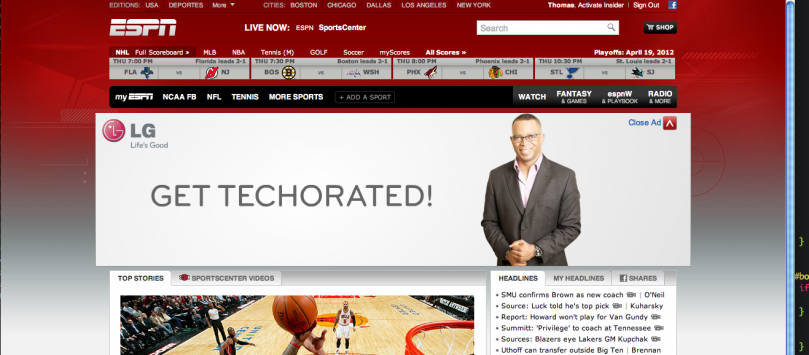 EDITIONS: USA DEPORTES More CITIES: BOSTON CHICAGO DALLAS LOS ANGELES NEW YORK Thomas, Activate Insider | Sign Out f
ESPN LIVE NOW: ESPN SportsCenter Search SHOP
NHL Full Scoreboard » MLB NBA Tennis (M) GOLF Soccer myScores All Scores » Playoffs: April 19, 2012
THU 7:00 PM Florida leads 2-1 THU 7:30 PM Boston leads 2-1 THU 8:00 PM Phoenix leads 2-1 THU 10:30 PM St. Louis leads 2-1
FLA vs NJ BOS vs WSH PHX vs CHI STL vs SJ
my ESPN NCAA FB NFL TENNIS MORE SPORTS + ADD A SPORT WATCH FANTASY & GAMES espnW & PLAYBOOK RADIO & MORE
LG Close Ad
Life's Good
GET TECHORATED!
TOP STORIES SPORTSCENTER VIDEOS HEADLINES MY HEADLINES f SHARES
• SMU confirms Brown as new coach | O'Neil
• Source: Luck told he's top pick | Kuharsky
• Report: Howard won't play for Van Gundy
• Summitt: 'Privilege' to coach at Tennessee
• Sources: Blazers eye Lakers GM Kupchak
• Uthoff can transfer outside Big Ten | Brennan
}
#bo
if
}
}